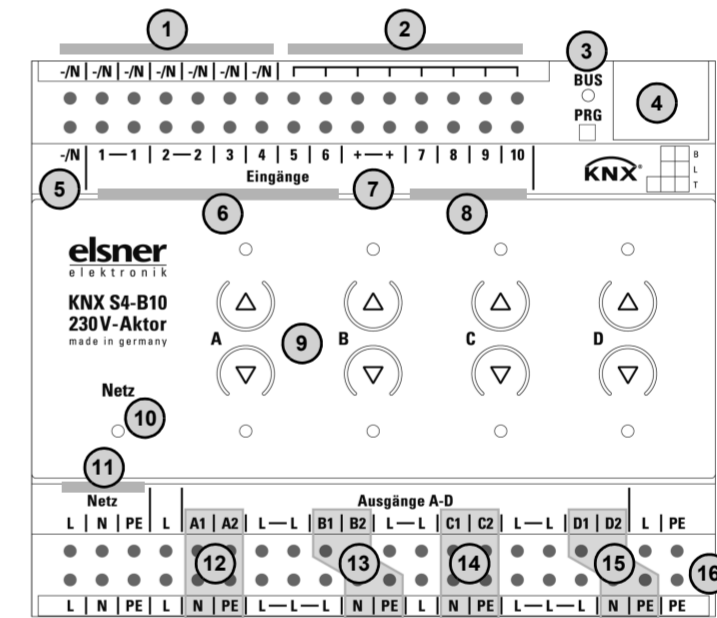 1 2
3
-/N | -/N | -/N | -/N | -/N | -/N | -/N
BUS
4
PRG
-/N | 1 — 1 | 2 — 2 | 3 | 4 | 5 | 6 | + — + | 7 | 8 | 9 | 10
Eingänge
KNX
B
L
T
5 6 7 8
elsner
elektronik
KNX S4-B10
230V-Aktor
made in germany
A 9 B C D
Netz
10
11
Netz
Ausgänge A-D
L | N | PE | L | A1 | A2 | L — L | B1 | B2 | L — L | C1 | C2 | L — L | D1 | D2 | L | PE
12 13 14 15 16
L | N | PE | L | N | PE | L — L — L | N | PE | L | N | PE | L — L — L | N | PE | PE